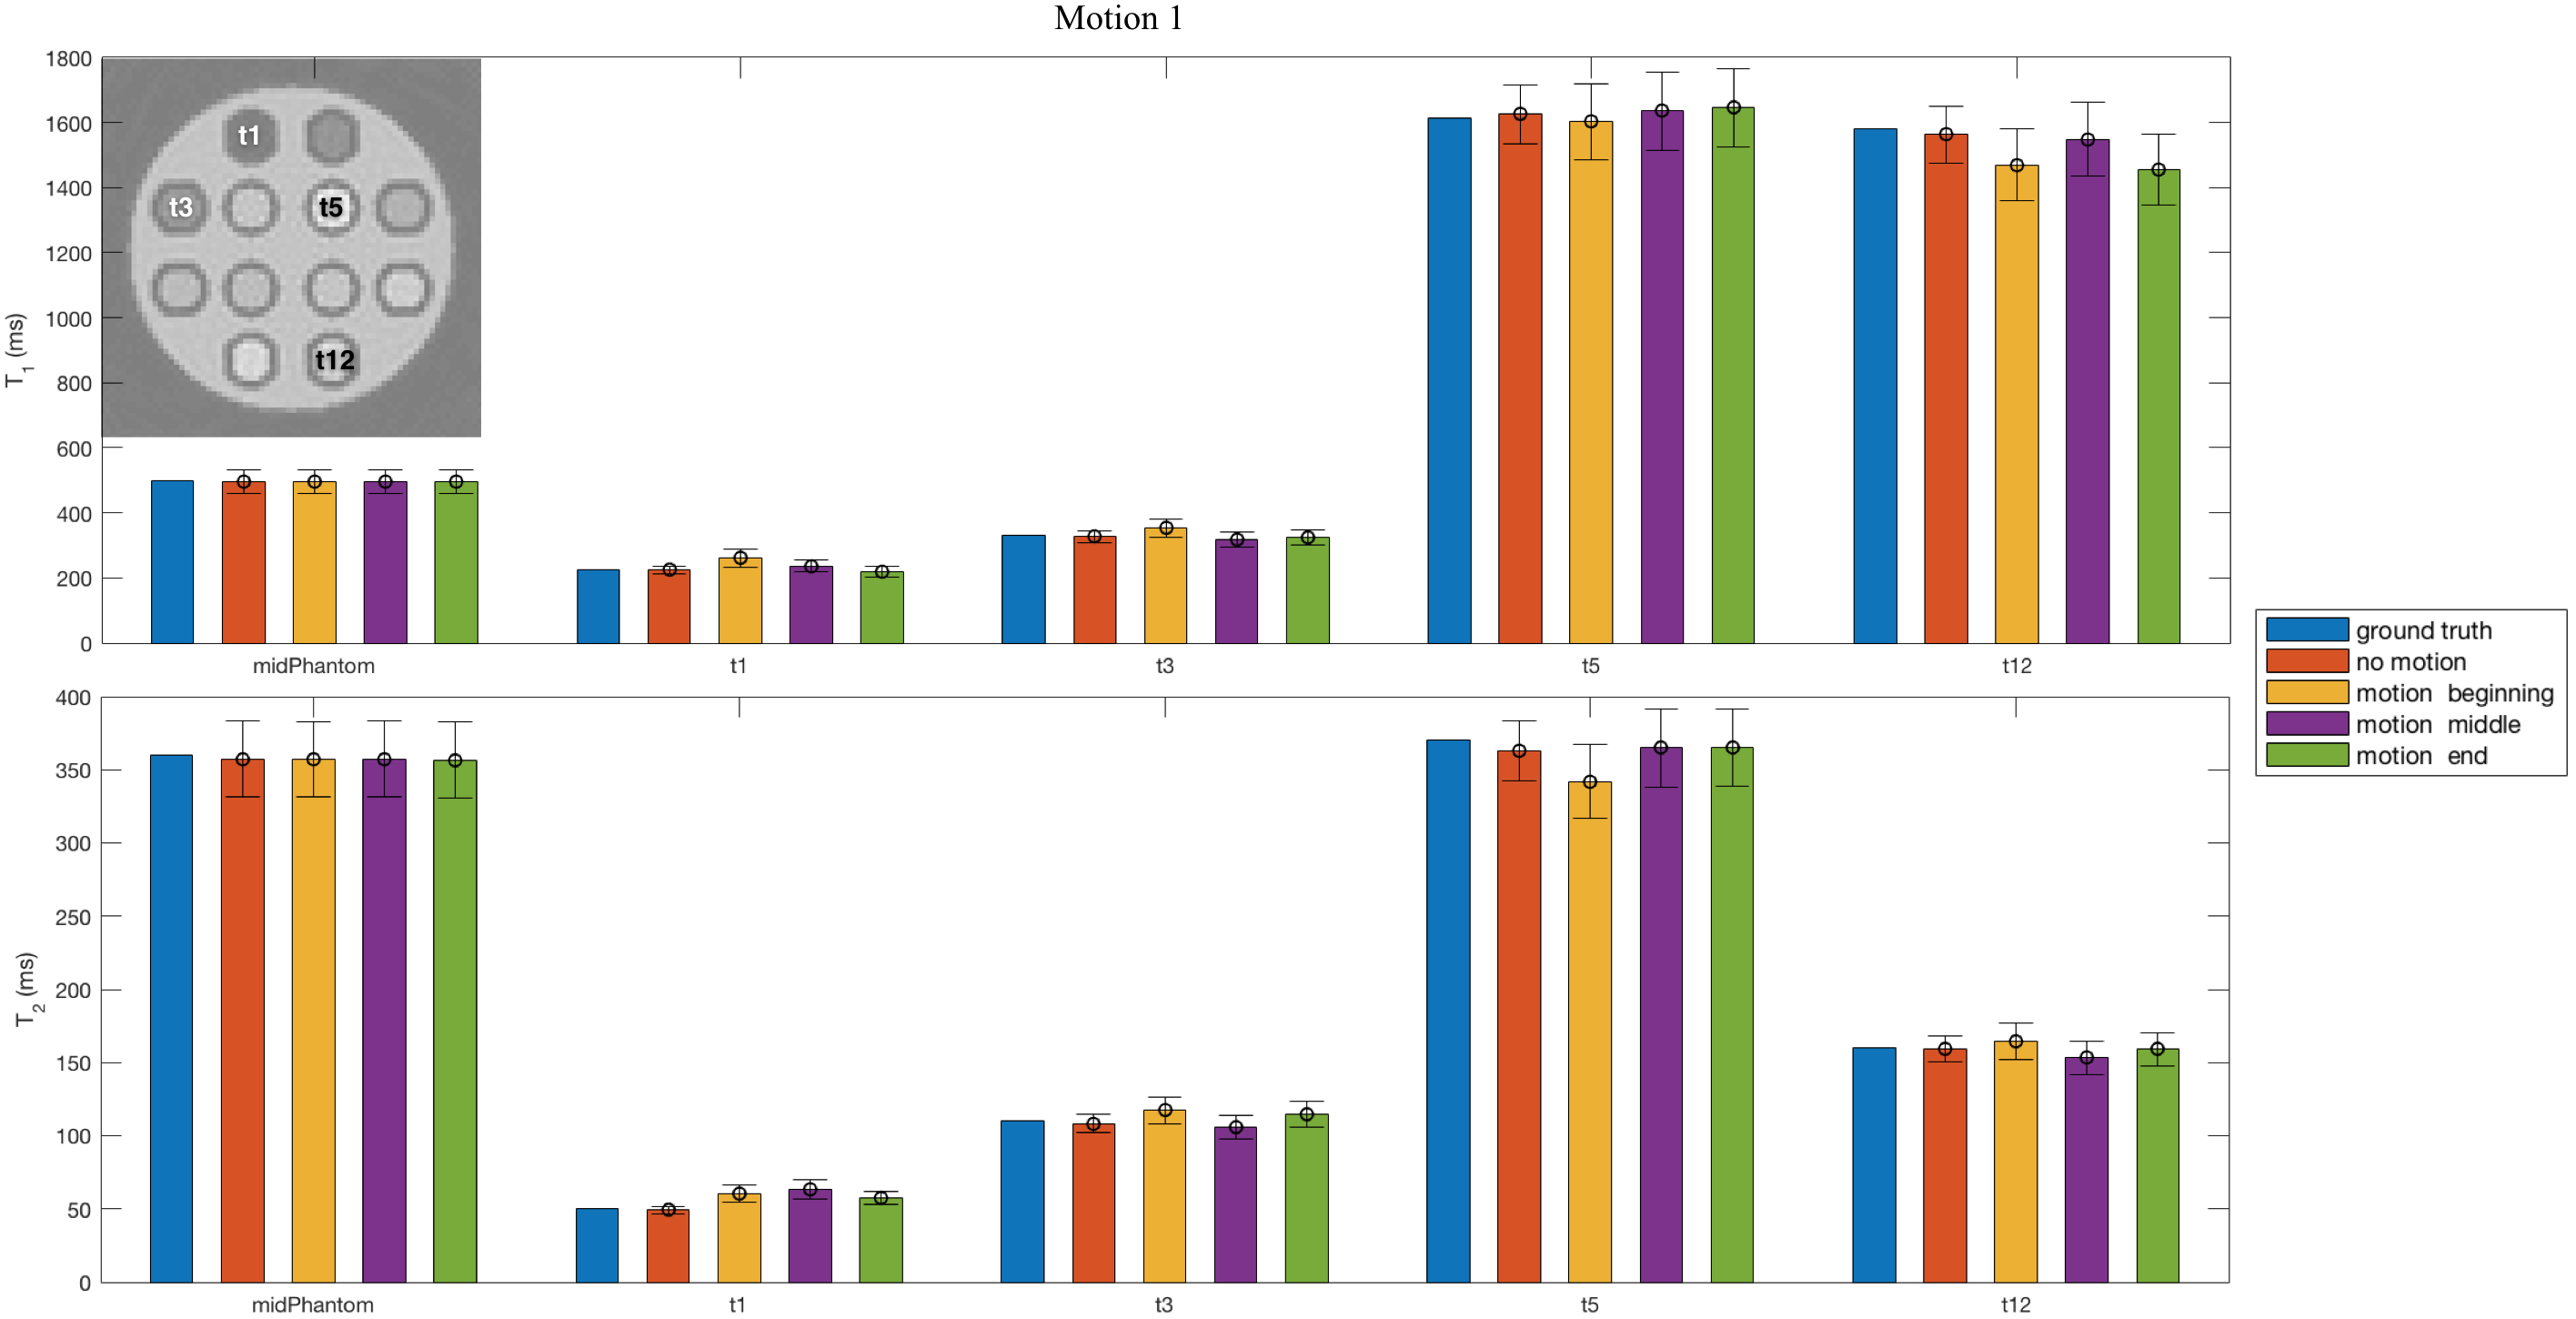 Motion 1
1800
1600
1400
1200
1000
800
600
400
200
0
T1 (ms)
t1
t3
t5
t12
midPhantom t1 t3 t5 t12
400
350
300
250
200
150
100
50
0
T2 (ms)
midPhantom t1 t3 t5 t12
ground truth
no motion
motion beginning
motion middle
motion end